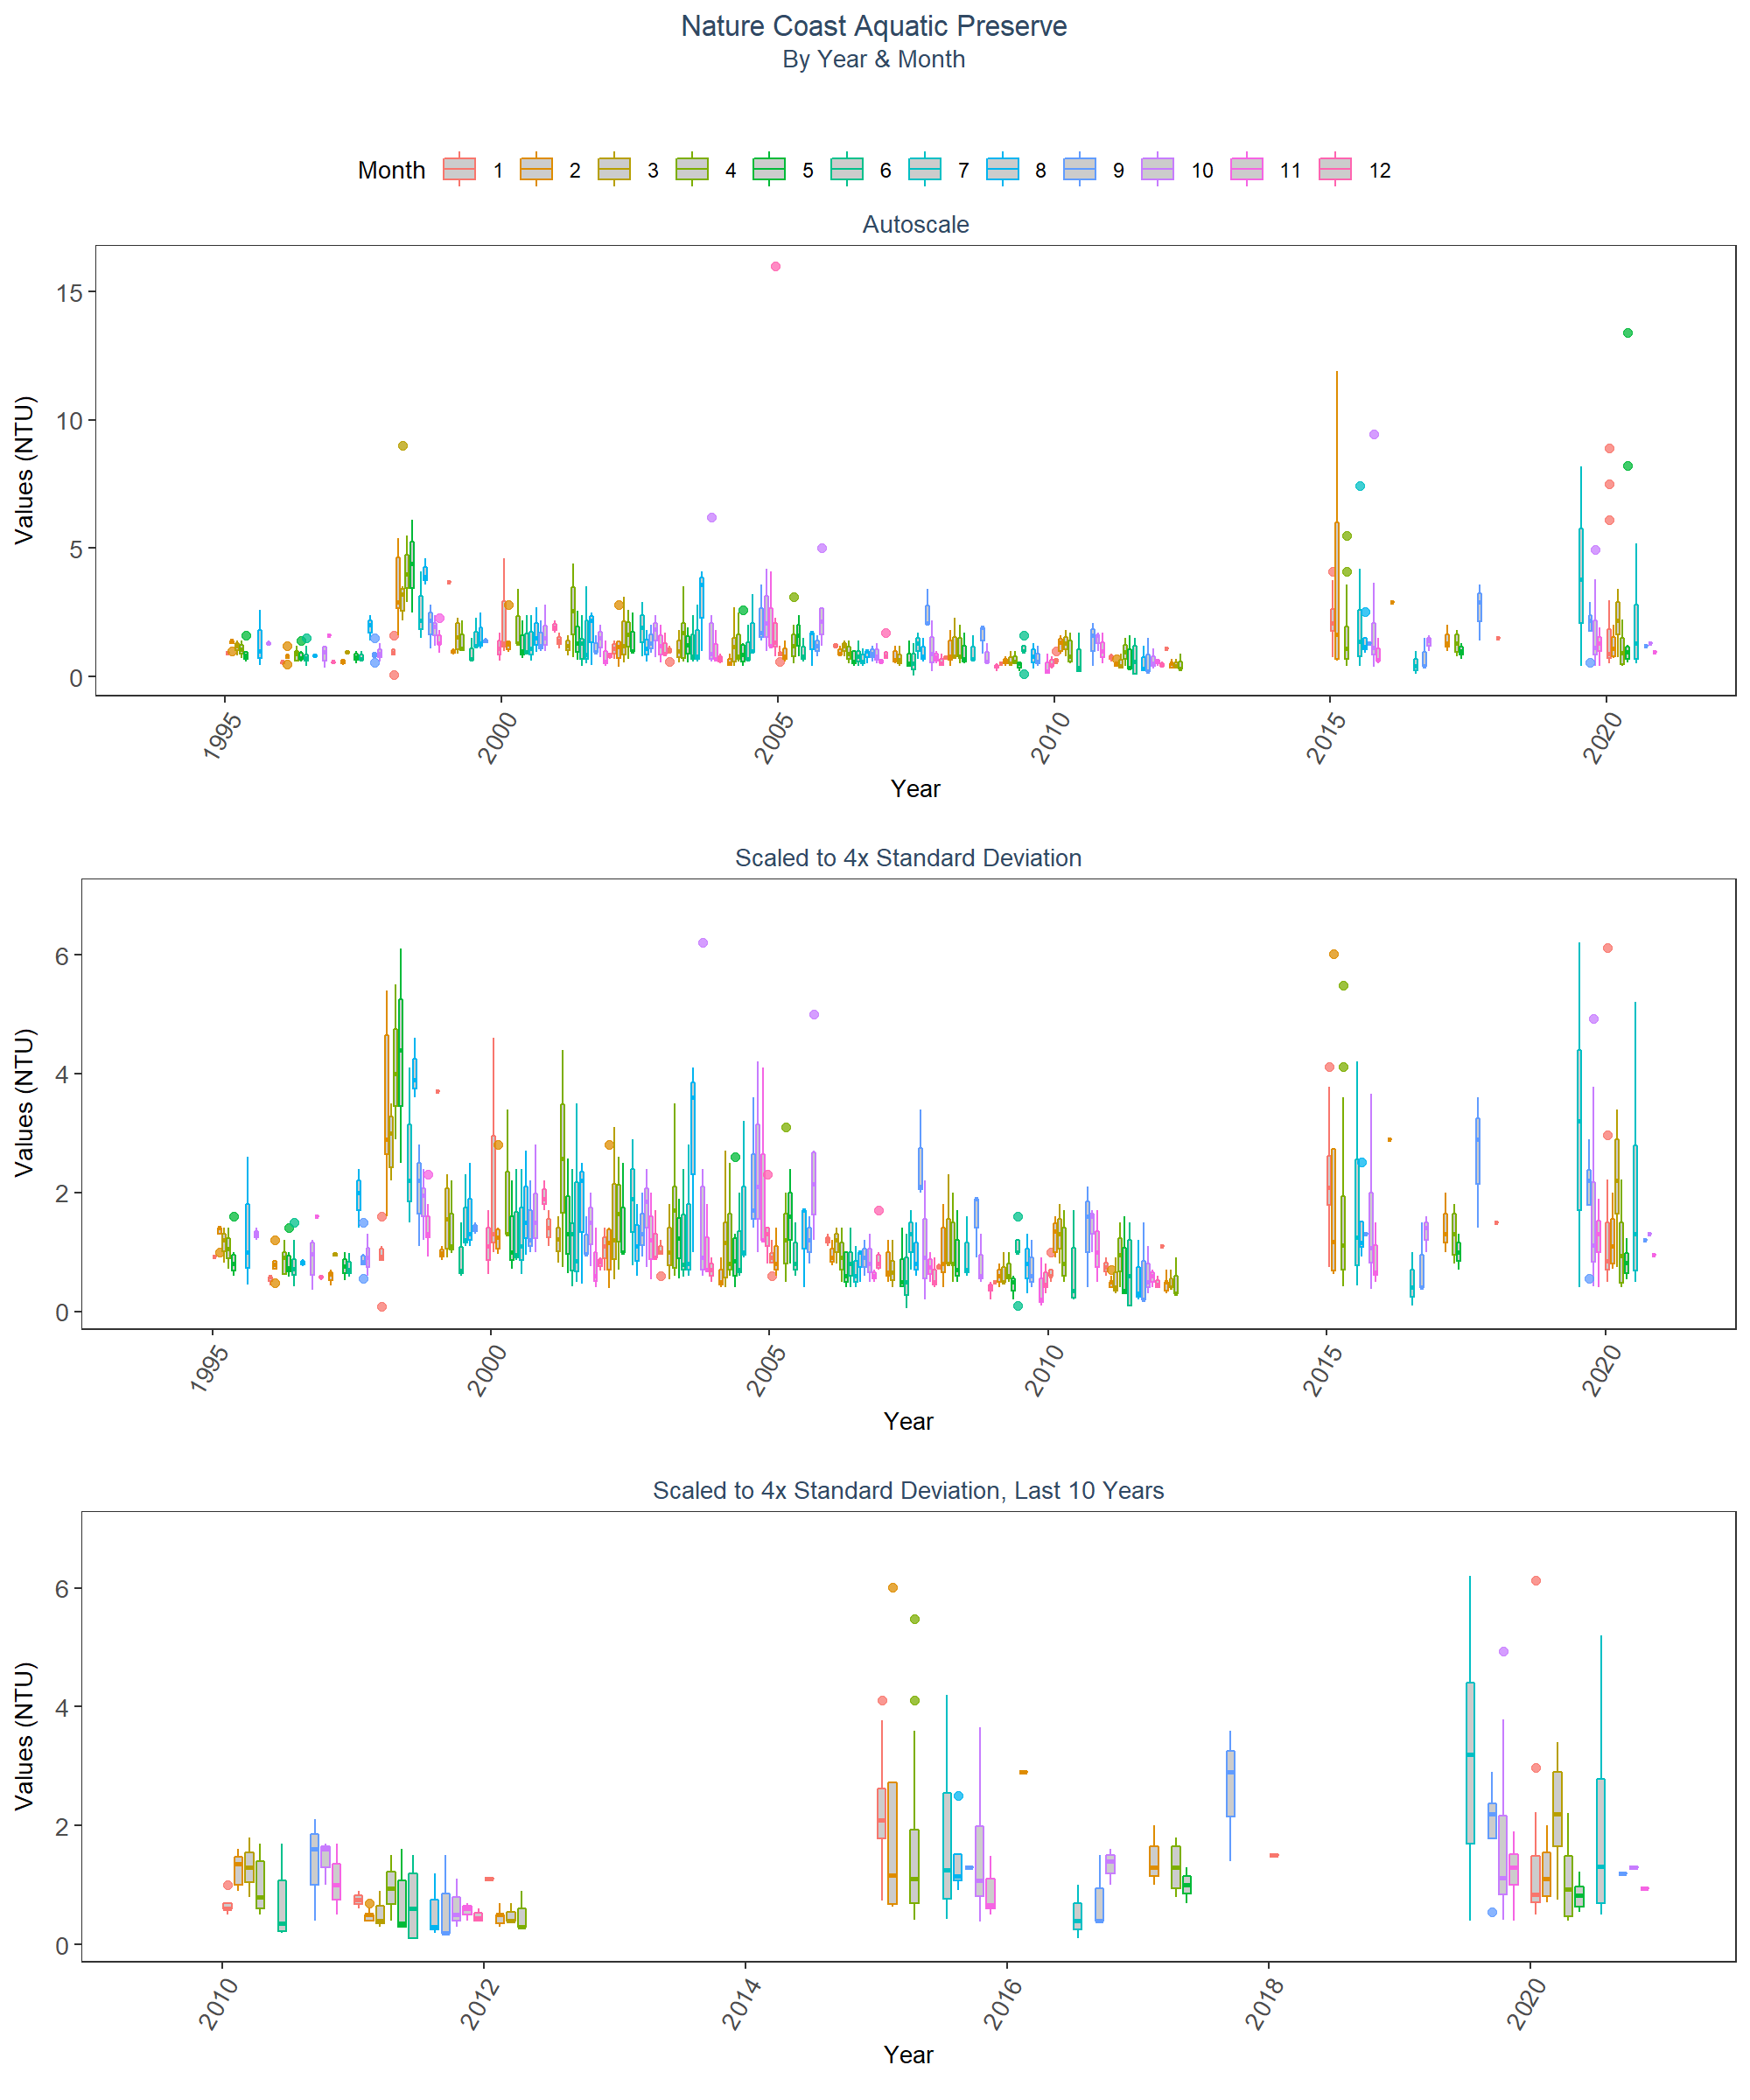 Nature Coast Aquatic Preserve
By Year & Month
Month 1 2 3 4 5 6 7 8 9 10 11 12
Autoscale
Values (NTU)
15
10
5
0
1995 2000 2005 2010 2015 2020
Year
Scaled to 4x Standard Deviation
Values (NTU)
6
4
2
0
1995 2000 2005 2010 2015 2020
Year
Scaled to 4x Standard Deviation, Last 10 Years
Values (NTU)
6
4
2
0
2010 2012 2014 2016 2018 2020
Year